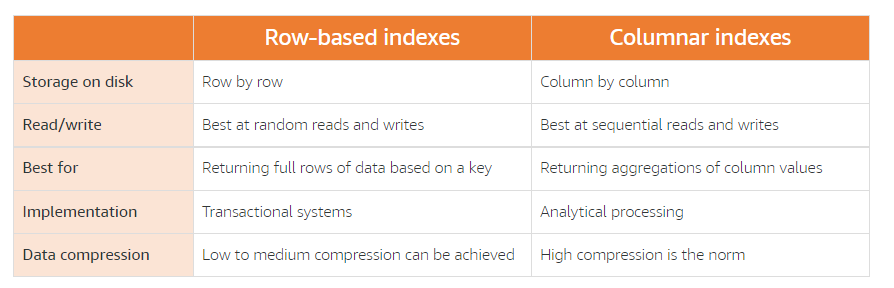 Row-based indexes Columnar indexes
Storage on disk Row by row Column by column
Read/write Best at random reads and writes Best at sequential reads and writes
Best for Returning full rows of data based on a key Returning aggregations of column values
Implementation Transactional systems Analytical processing
Data compression Low to medium compression can be achieved High compression is the norm